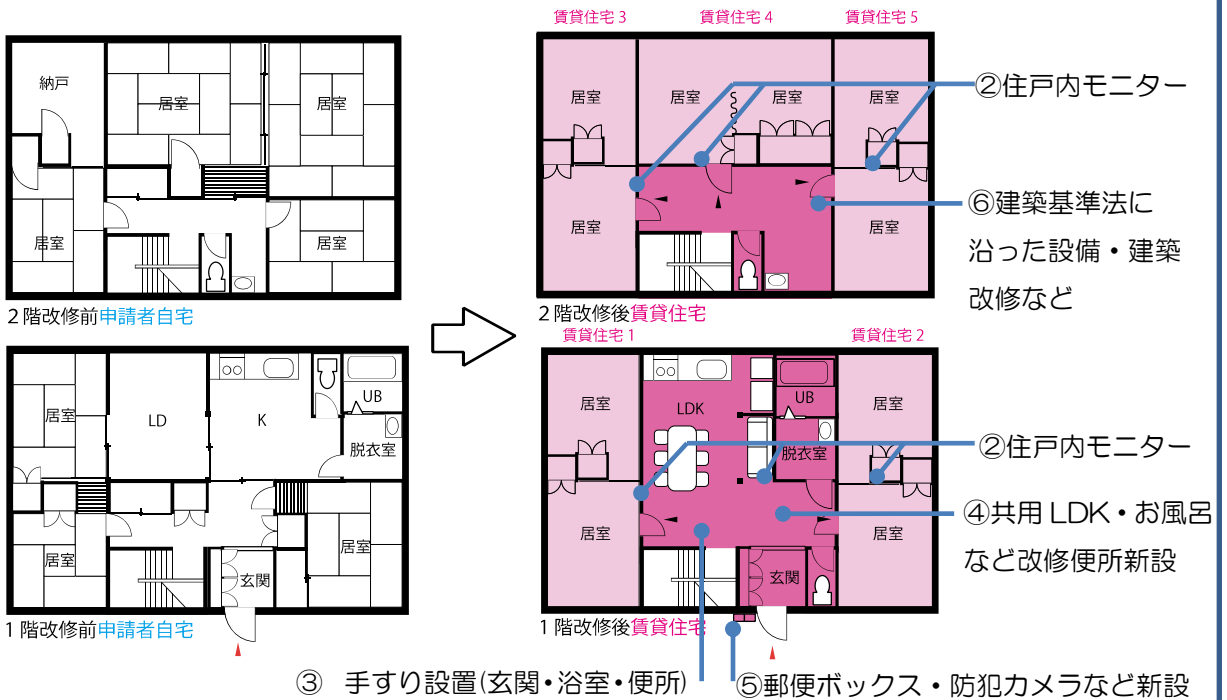 納戸
居室
居室
居室
居室
2階改修前申請者自宅
居室
LD
K
UB
脱衣室
居室
居室
玄関
1階改修前申請者自宅
賃貸住宅3
賃貸住宅4
賃貸住宅5
居室
居室
居室
居室
居室
居室
2階改修後賃貸住宅
②住戸内モニター
⑥建築基準法に
沿った設備・建築
改修など
賃貸住宅1
賃貸住宅2
居室
LDK
UB
居室
脱衣室
居室
居室
玄関
1階改修後賃貸住宅
②住戸内モニター
④共用LDK・お風呂
など改修便所新設
③ 手すり設置(玄関・浴室・便所)
⑤郵便ボックス・防犯カメラなど新設